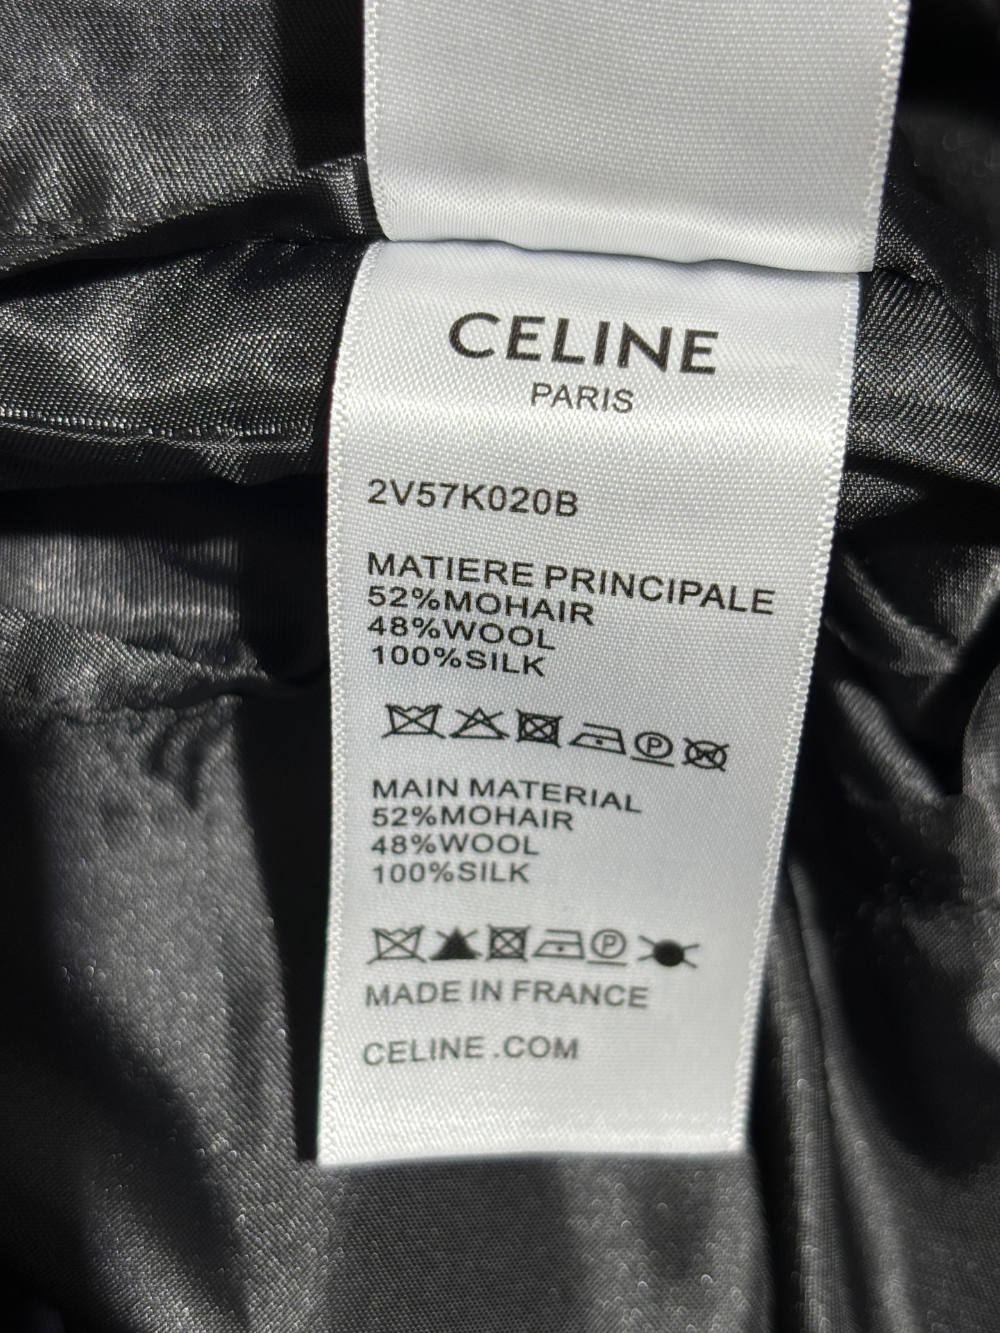 CELINE
PARIS
2V57K020B
MATIERE PRINCIPALE
52%MOHAIR
48%WOOL
100%SILK
P W
MAIN MATERIAL
52%MOHAIR
48%WOOL
100%SILK
P
MADE IN FRANCE
CELINE .COM